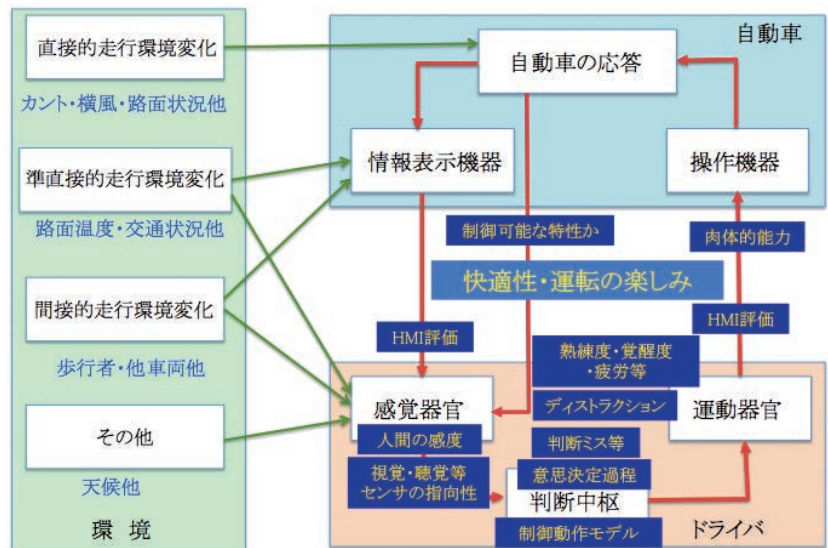 直接的走行環境変化
カント・横風・路面状況他
準直接的走行環境変化
路面温度・交通状況他
間接的走行環境変化
歩行者・他車両他
その他
天候他
環 境
自動車
自動車の応答
情報表示機器
操作機器
制御可能な特性か
肉体的能力
快適性・運転の楽しみ
HMI評価
HMI評価
熟練度・覚醒度
・疲労等
感覚器官
ディストラクション
運動器官
人間の感度
判断ミス等
視覚・聴覚等
センサの指向性
意思決定過程
判断中枢
制御動作モデル
ドライバ